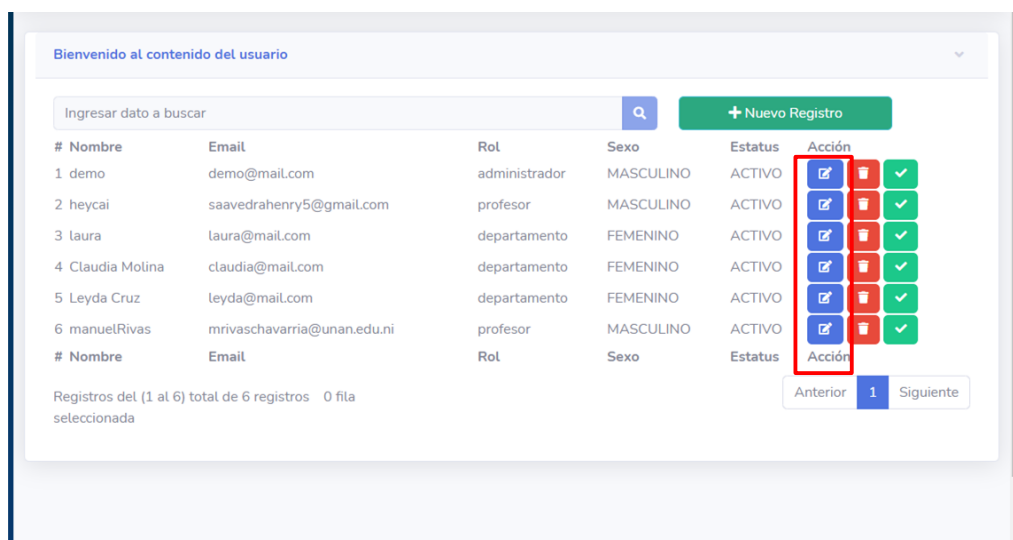 Bienvenido al contenido del usuario
Ingresar dato a buscar
Nuevo Registro
# Nombre Email Rol Sexo Estatus Acción
1 demo demo@mail.com administrador MASCULINO ACTIVO
2 heycai saavedrahenry5@gmail.com profesor MASCULINO ACTIVO
3 laura laura@mail.com departamento FEMENINO ACTIVO
4 Claudia Molina claudia@mail.com departamento FEMENINO ACTIVO
5 Leyda Cruz leyda@mail.com departamento FEMENINO ACTIVO
6 manuelRivas mrivaschavarria@unan.edu.ni profesor MASCULINO ACTIVO
# Nombre Email Rol Sexo Estatus Acción
Registros del (1 al 6) total de 6 registros 0 fila
seleccionada
Anterior 1 Siguiente